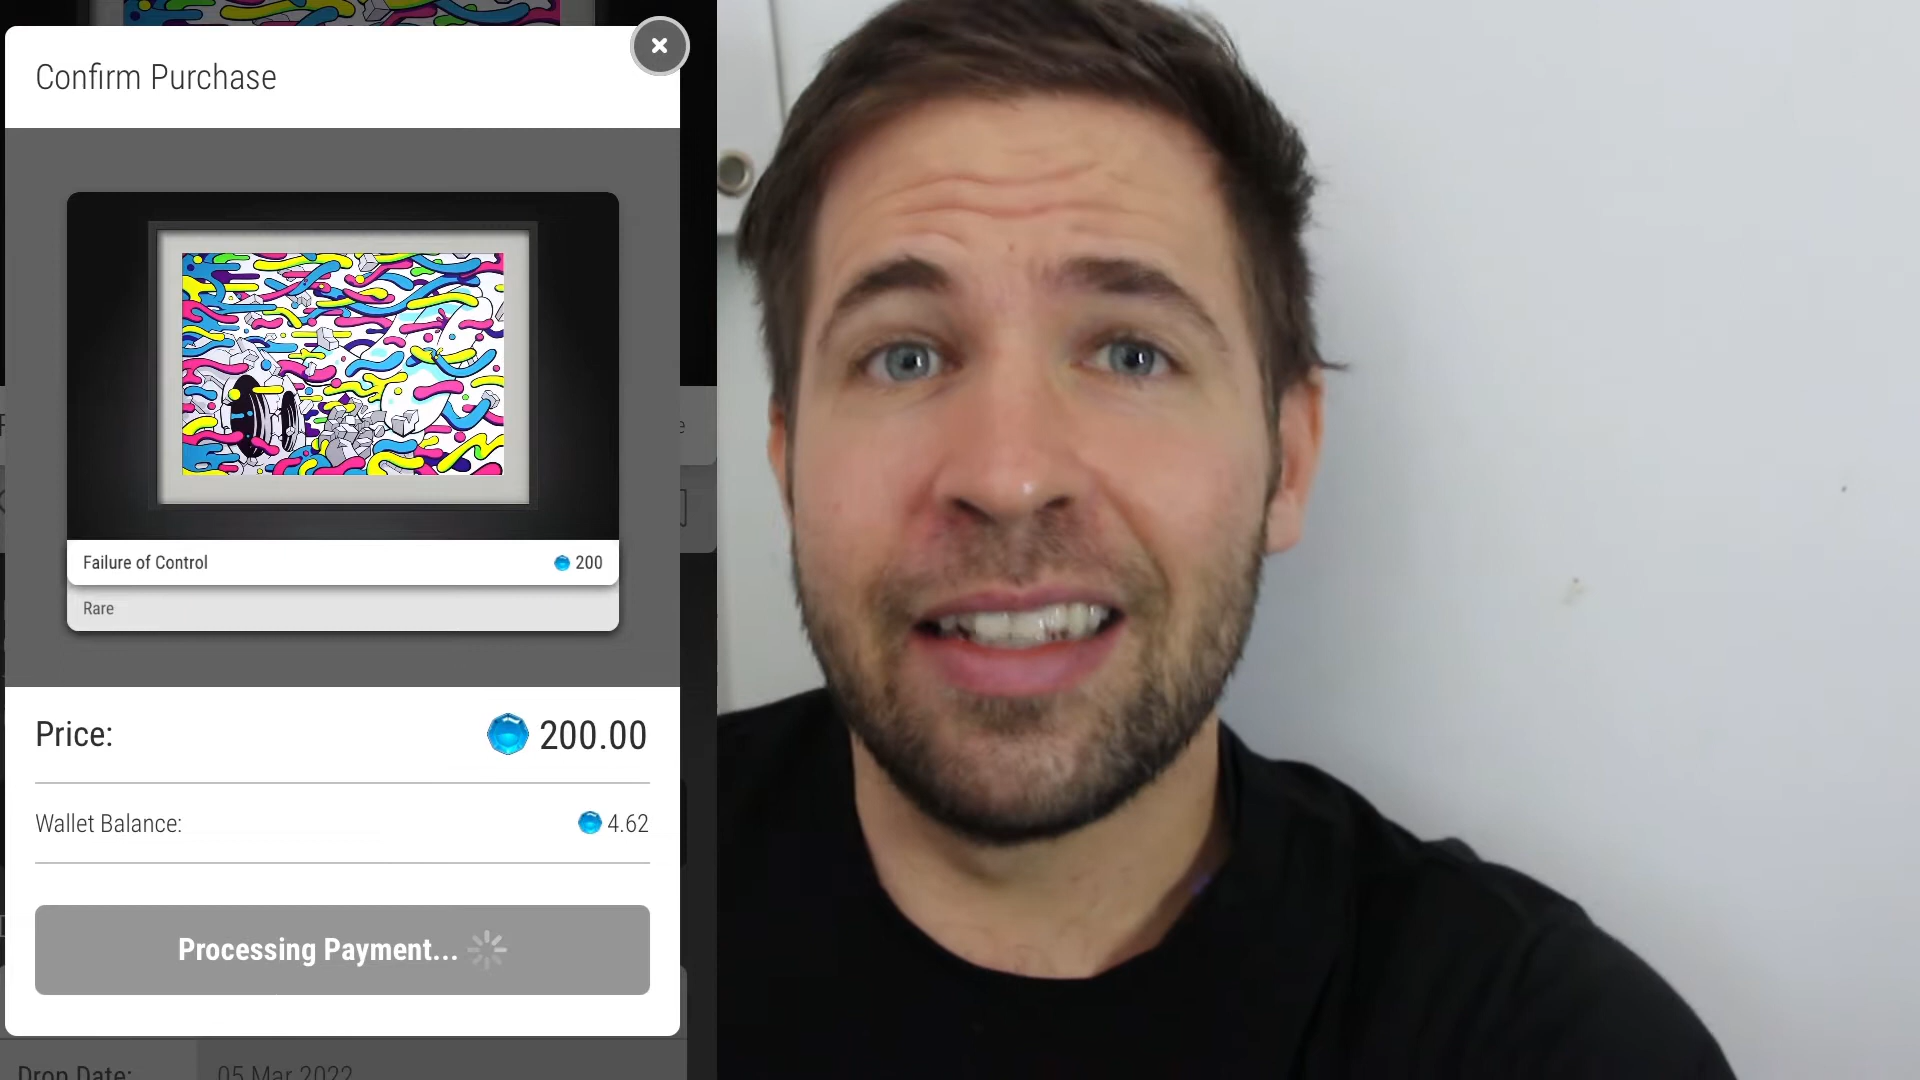 Confirm Purchase
Failure of Control
200
Rare
Price:
200.00
Wallet Balance:
4.62
Processing Payment...
Drop Date:
05 Mar 2022